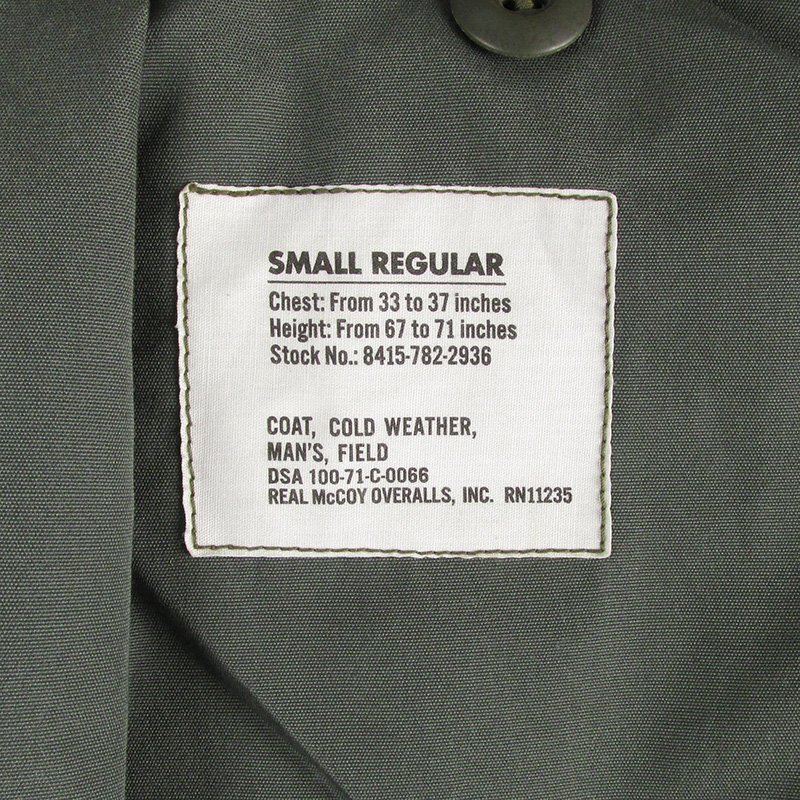 SMALL REGULAR
Chest: From 33 to 37 inches
Height: From 67 to 71 inches
Stock No.: 8415-782-2936
COAT, COLD WEATHER,
MAN'S, FIELD
DSA 100-71-C-0066
REAL McCOY OVERALLS, INC. RN11235